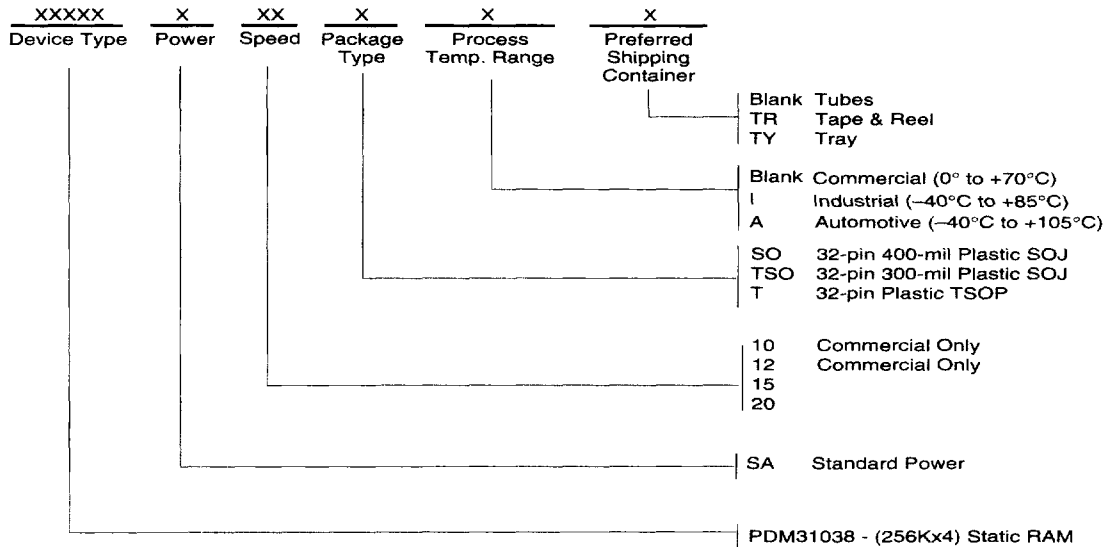 XXXXX X XX X X X
Device Type Power Speed Package Type Process Temp. Range Preferred Shipping Container
Blank Tubes
TR Tape & Reel
TY Tray
Blank Commercial (0° to +70°C)
I Industrial (–40°C to +85°C)
A Automotive (–40°C to +105°C)
SO 32-pin 400-mil Plastic SOJ
TSO 32-pin 300-mil Plastic SOJ
T 32-pin Plastic TSOP
10 Commercial Only
12 Commercial Only
15
20
SA Standard Power
PDM31038 - (256Kx4) Static RAM